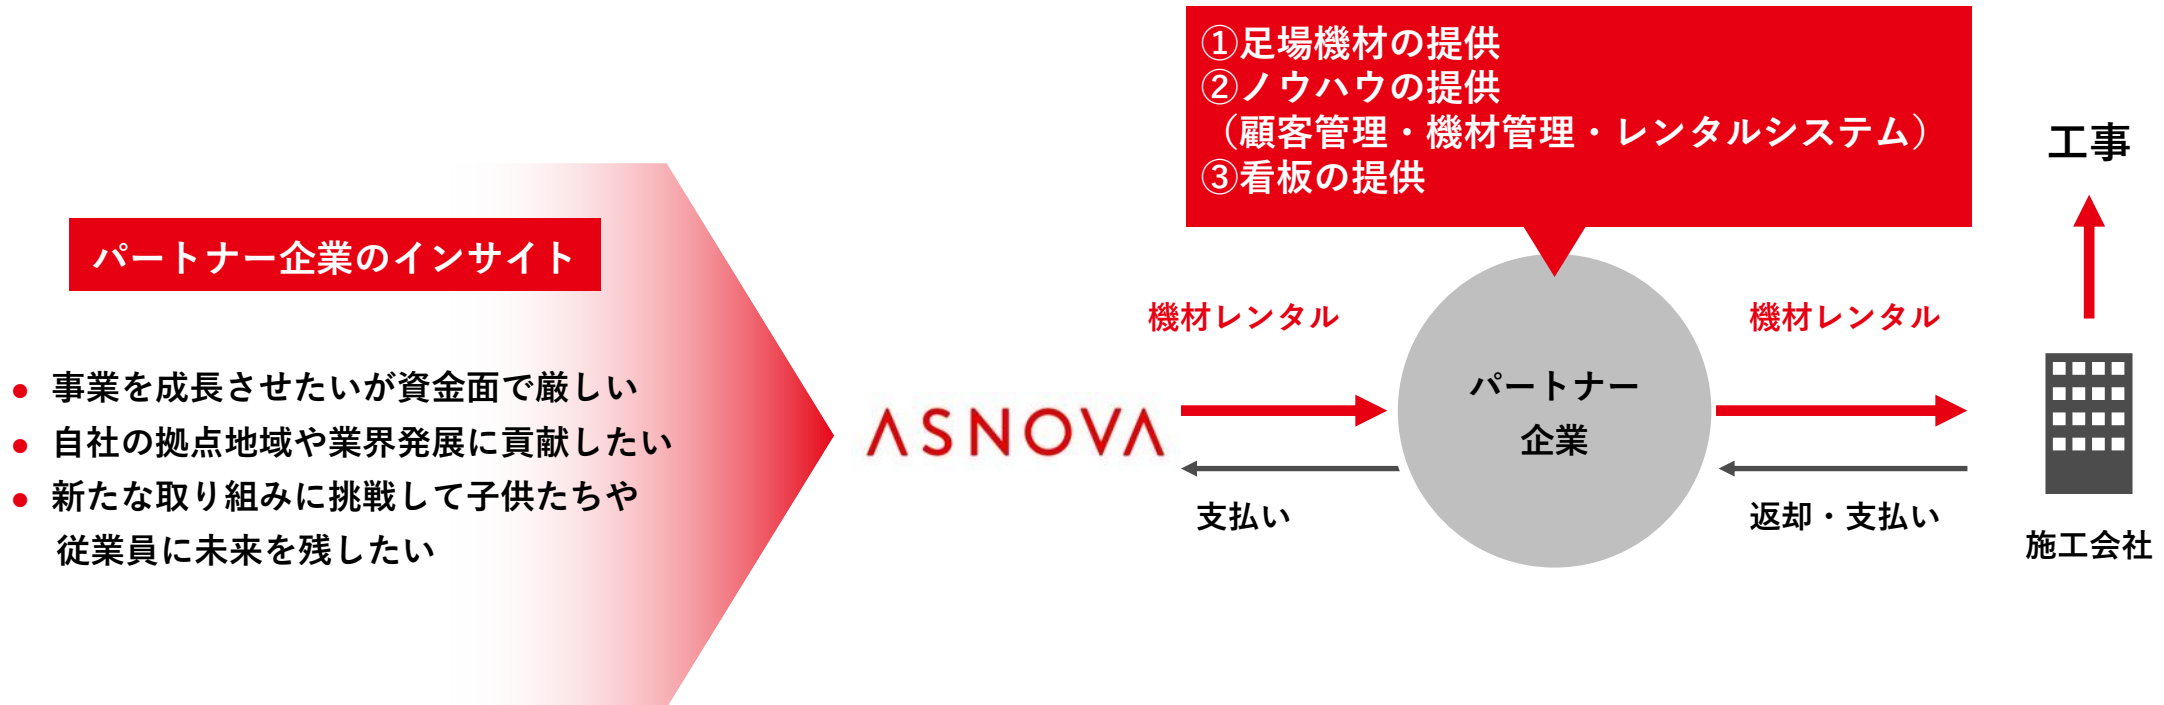 パートナー企業のインサイト
● 事業を成長させたいが資金面で厳しい
● 自社の拠点地域や業界発展に貢献したい
● 新たな取り組みに挑戦して子供たちや
従業員に未来を残したい
ASNOVA
①足場機材の提供
②ノウハウの提供
（顧客管理・機材管理・レンタルシステム）
③看板の提供
機材レンタル
支払い
パートナー
企業
機材レンタル
返却・支払い
工事
施工会社